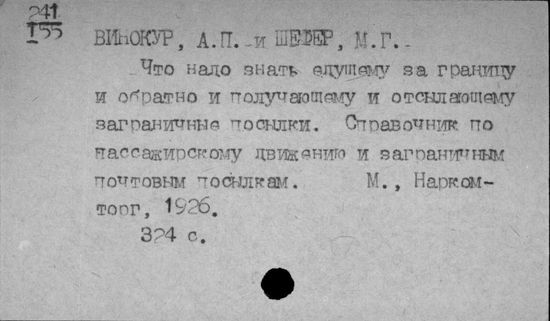 241
I55
ВИНОКУР, А.П. и ШЕФЕР, М.Г.
Что надо знать едущему за границу
и обратно и получающему и отсылающему
заграничные посылки. Справочник по
пассажирскому движению и заграничным
почтовым посылкам. М., Нарком-
торг, 1926.
324 с.